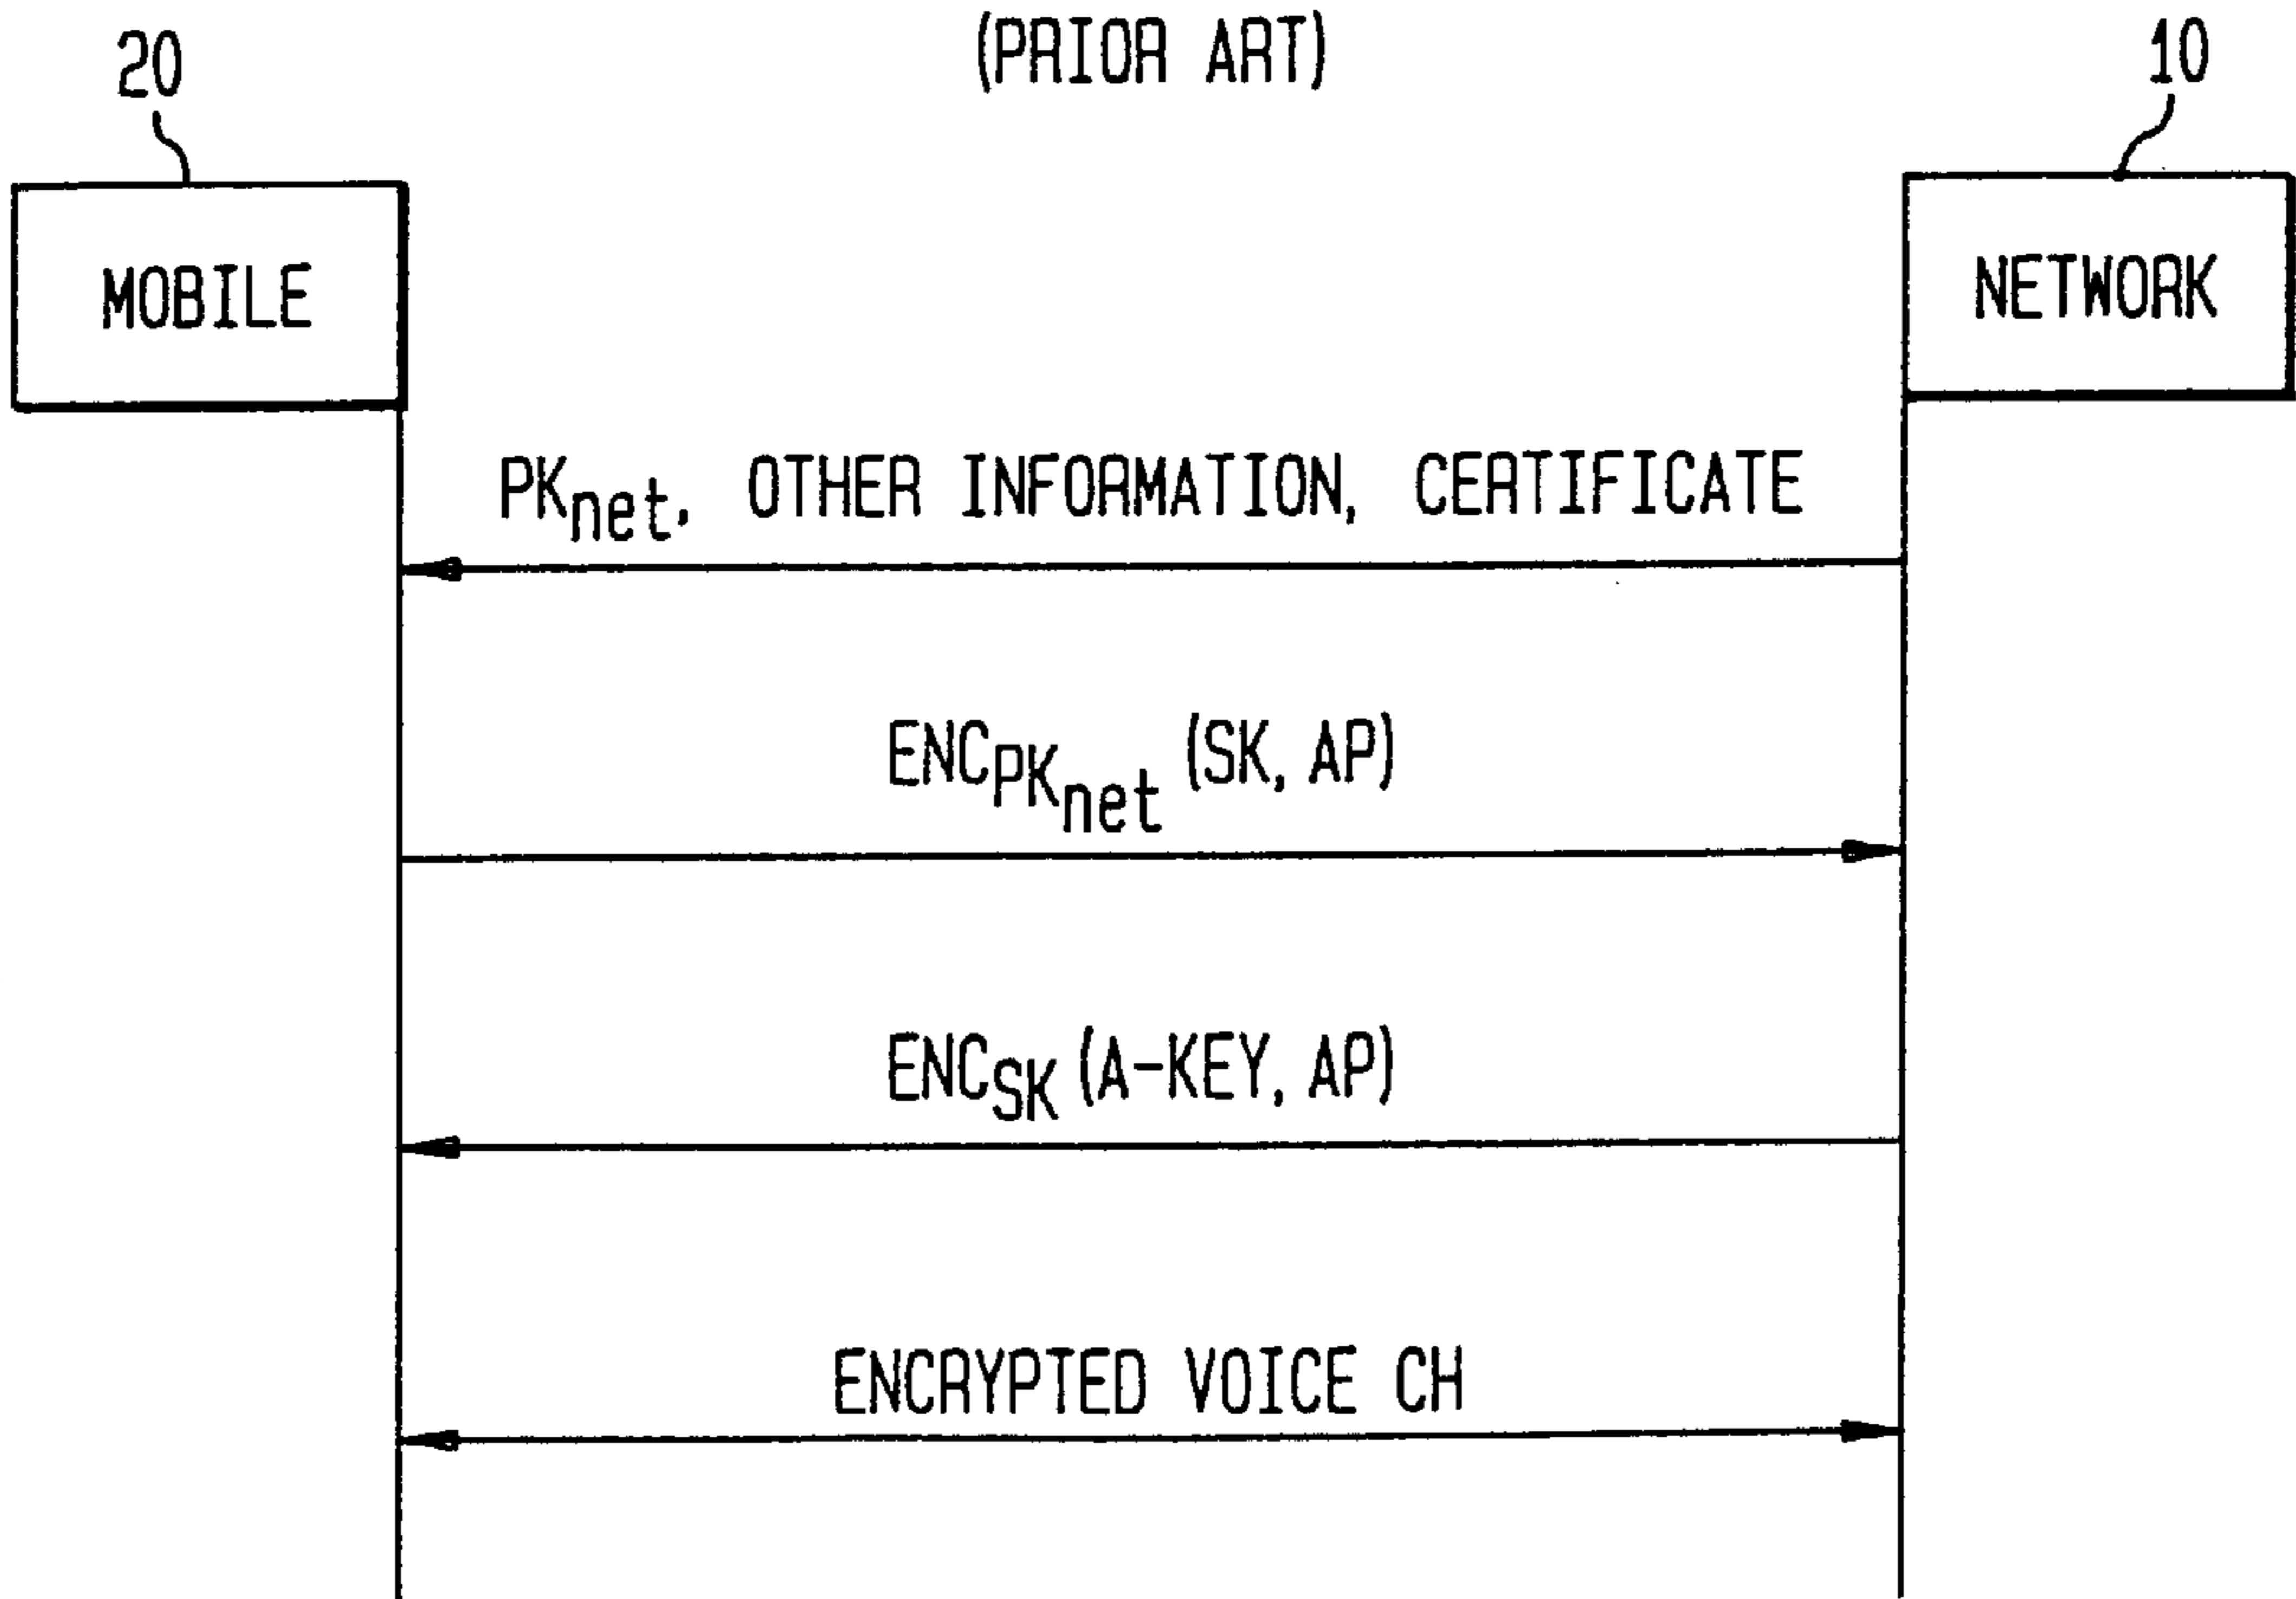 (PRIOR ART)
20
10
MOBILE
NETWORK
PKnet, OTHER INFORMATION, CERTIFICATE
ENCPKnet (SK, AP)
ENCSK (A-KEY, AP)
ENCRYPTED VOICE CH